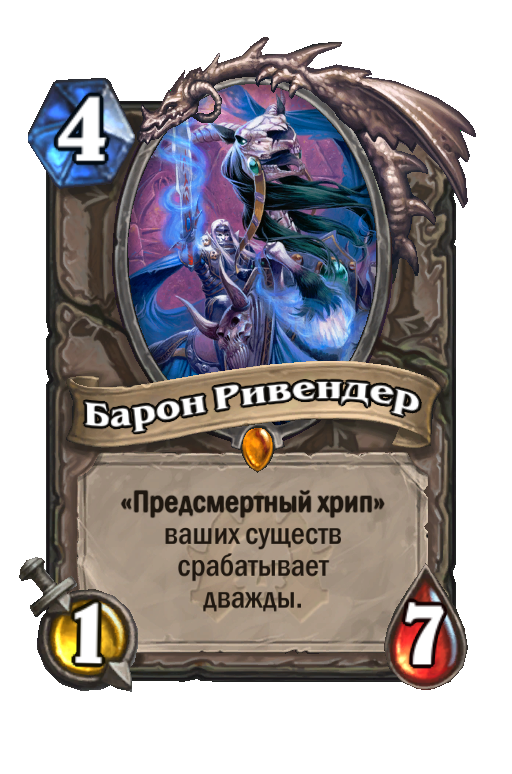 4
Барон Ривендер
«Предсмертный хрип»
ваших существ
срабатывает
дважды.
1
7